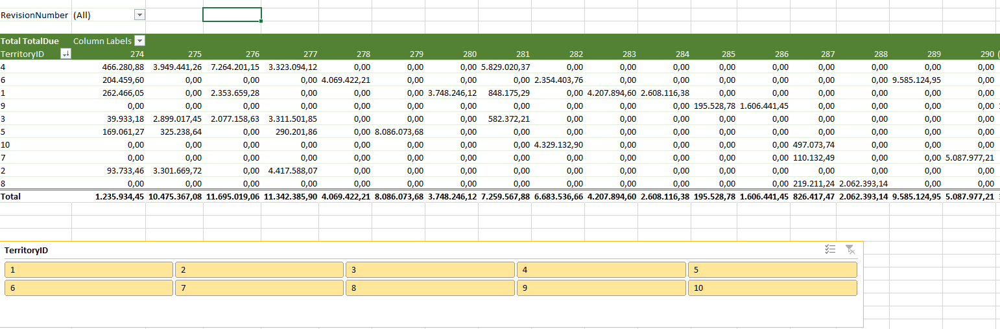 RevisionNumber (All)
Total TotalDue Column Labels
TerritoryID 274 275 276 277 278 279 280 281 282 283 284 285 286 287 288 289 290 (
4 466.280,88 3.949.441,26 7.264.201,15 3.323.094,12 0,00 0,00 0,00 5.829.020,37 0,00 0,00 0,00 0,00 0,00 0,00 0,00 0,00 0,00
6 204.459,60 0,00 0,00 0,00 4.069.422,21 0,00 0,00 0,00 2.354.403,76 0,00 0,00 0,00 0,00 0,00 0,00 9.585.124,95 0,00
1 262.466,05 0,00 2.353.659,28 0,00 0,00 0,00 3.748.246,12 848.175,29 0,00 4.207.894,60 2.608.116,38 0,00 0,00 0,00 0,00 0,00 0,00
9 0,00 0,00 0,00 0,00 0,00 0,00 0,00 0,00 0,00 0,00 0,00 195.528,78 1.606.441,45 0,00 0,00 0,00 0,00
3 39.933,18 2.899.017,45 2.077.158,63 3.311.501,85 0,00 0,00 0,00 582.372,21 0,00 0,00 0,00 0,00 0,00 0,00 0,00 0,00 0,00
5 169.061,27 325.238,64 0,00 290.201,86 0,00 8.086.073,68 0,00 0,00 0,00 0,00 0,00 0,00 0,00 0,00 0,00 0,00 0,00
10 0,00 0,00 0,00 0,00 0,00 0,00 0,00 0,00 4.329.132,90 0,00 0,00 0,00 0,00 497.073,74 0,00 0,00 0,00
7 0,00 0,00 0,00 0,00 0,00 0,00 0,00 0,00 0,00 0,00 0,00 0,00 0,00 110.132,49 0,00 0,00 5.087.977,21
2 93.733,46 3.301.669,72 0,00 4.417.588,07 0,00 0,00 0,00 0,00 0,00 0,00 0,00 0,00 0,00 0,00 0,00 0,00 0,00
8 0,00 0,00 0,00 0,00 0,00 0,00 0,00 0,00 0,00 0,00 0,00 0,00 0,00 219.211,24 2.062.393,14 0,00 0,00
Total 1.235.934,45 10.475.367,08 11.695.019,06 11.342.385,90 4.069.422,21 8.086.073,68 3.748.246,12 7.259.567,88 6.683.536,66 4.207.894,60 2.608.116,38 195.528,78 1.606.441,45 826.417,47 2.062.393,14 9.585.124,95 5.087.977,21
TerritoryID
1 2 3 4 5
6 7 8 9 10